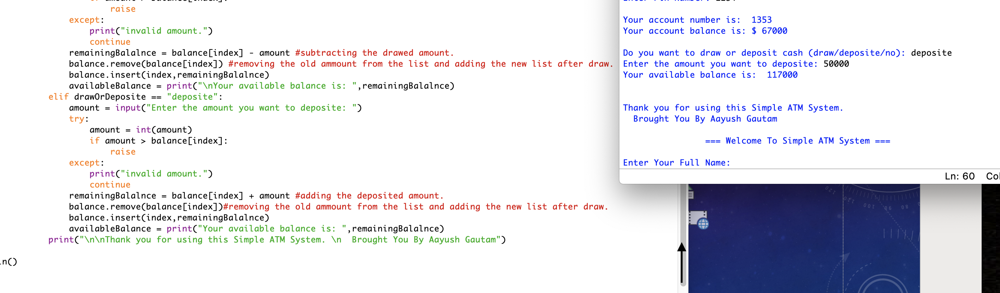 if amount > balance[index]:
raise
except:
print("invalid amount.")
continue
remainingBalalnce = balance[index] - amount #subtracting the drawed amount.
balance.remove(balance[index]) #removing the old ammount from the list and adding the new list after draw.
balance.insert(index,remainingBalalnce)
availableBalance = print("\nYour available balance is: ",remainingBalalnce)
elif drawOrDeposite == "deposite":
amount = input("Enter the amount you want to deposite: ")
try:
amount = int(amount)
if amount > balance[index]:
raise
except:
print("invalid amount.")
continue
remainingBalalnce = balance[index] + amount #adding the deposited amount.
balance.remove(balance[index])#removing the old ammount from the list and adding the new list after draw.
balance.insert(index,remainingBalalnce)
availableBalance = print("Your available balance is: ",remainingBalalnce)
print("\n\nThank you for using this Simple ATM System. \n  Brought You By Aayush Gautam")
n()
Your account number is:  1353
Your account balance is: $ 67000
Do you want to draw or deposit cash (draw/deposite/no): deposite
Enter the amount you want to deposite: 50000
Your available balance is:  117000
Thank you for using this Simple ATM System.
Brought You By Aayush Gautam
=== Welcome To Simple ATM System ===
Enter Your Full Name:
Ln: 60 Col
120 110 100 90 80